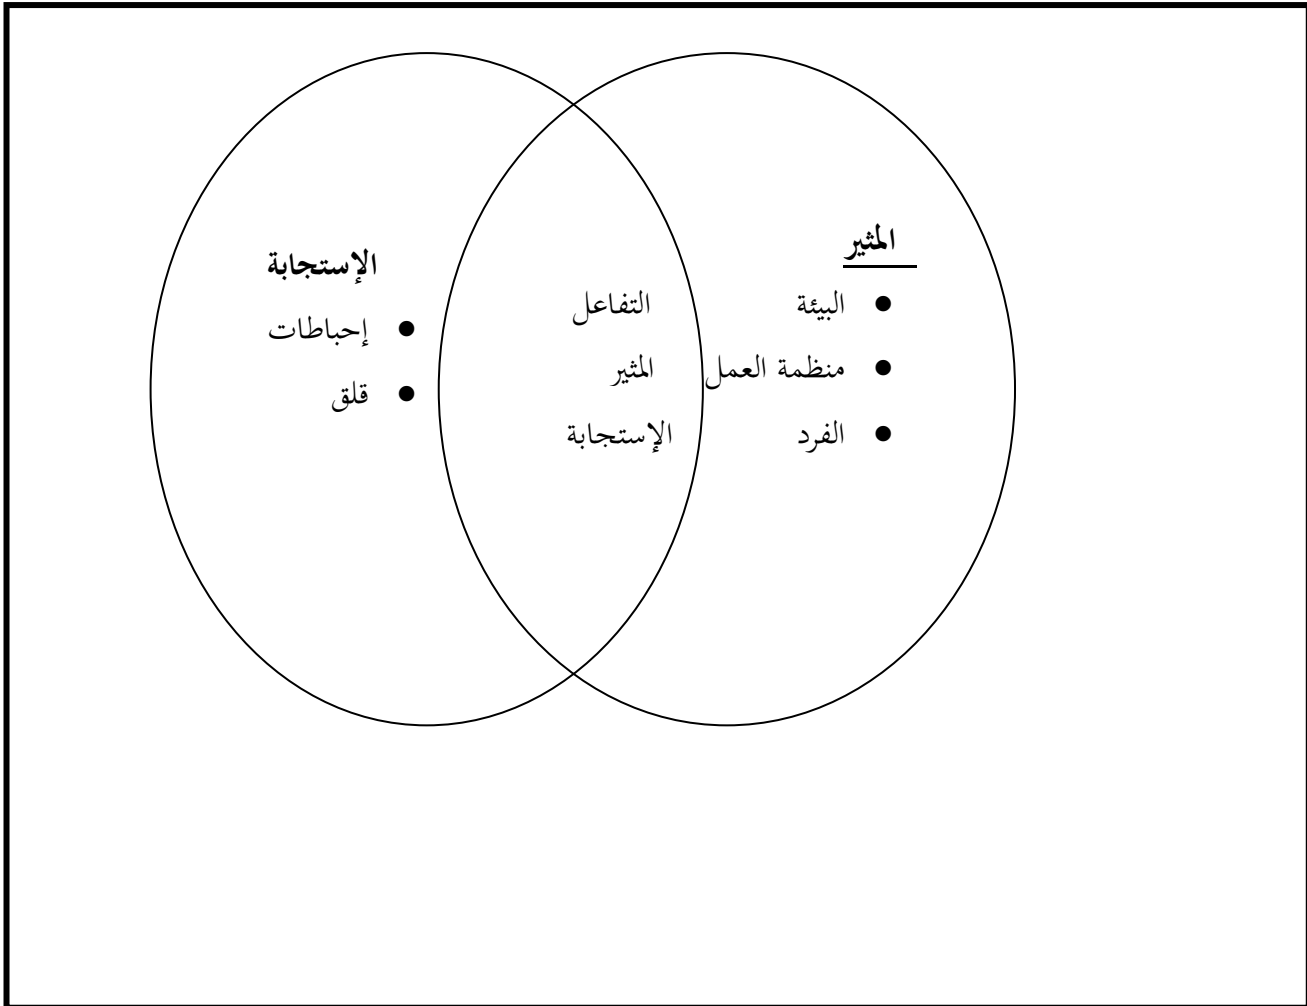 المثير
• البيئة
• منظمة العمل
• الفرد
التفاعل
المثير
الإستجابة
الإستجابة
• إحباطات
• قلق